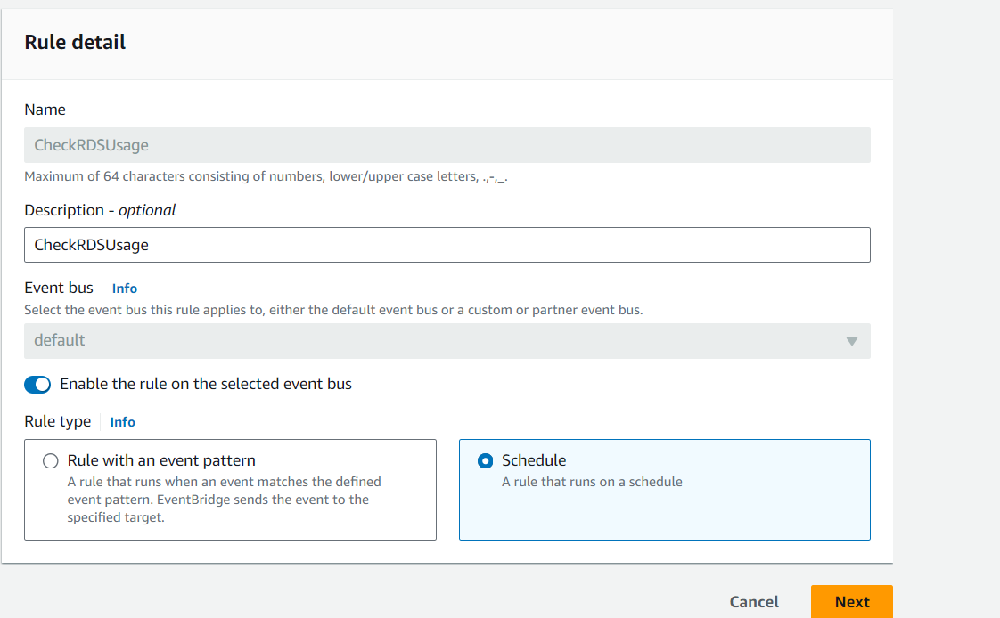 Rule detail
Name
CheckRDSUsage
Maximum of 64 characters consisting of numbers, lower/upper case letters, .,-,_.
Description - optional
CheckRDSUsage
Event bus Info
Select the event bus this rule applies to, either the default event bus or a custom or partner event bus.
default
Enable the rule on the selected event bus
Rule type Info
Rule with an event pattern
A rule that runs when an event matches the defined
event pattern. EventBridge sends the event to the
specified target.
Schedule
A rule that runs on a schedule
Cancel Next